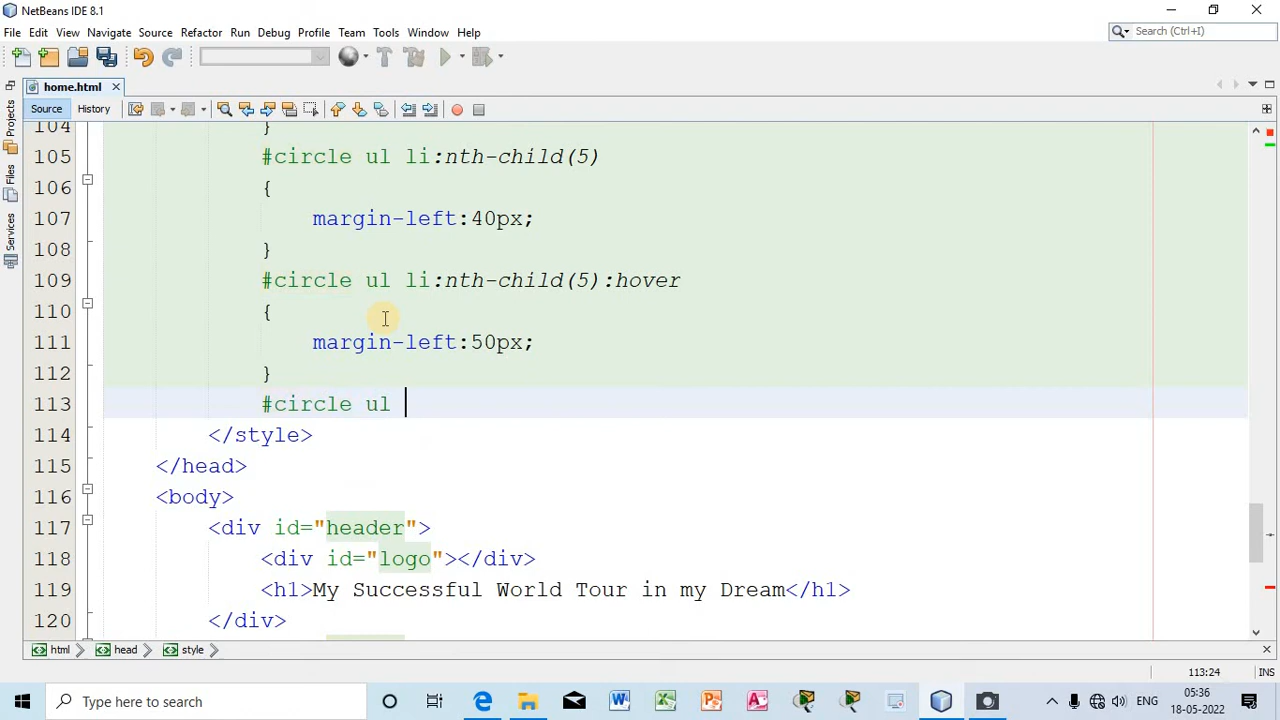 NetBeans IDE 8.1
File Edit View Navigate Source Refactor Run Debug Profile Team Tools Window Help
Search (Ctrl+I)
home.html
Source History
Projects
Files
Services
104 }
105 #circle ul li:nth-child(5)
106 {
107 margin-left:40px;
108 }
109 #circle ul li:nth-child(5):hover
110 {
111 margin-left:50px;
112 }
113 #circle ul
114 </style>
115 </head>
116 <body>
117 <div id="header">
118 <div id="logo"></div>
119 <h1>My Successful World Tour in my Dream</h1>
120 </div>
html head style
113:24 INS
Type here to search
ENG
05:36
18-05-2022